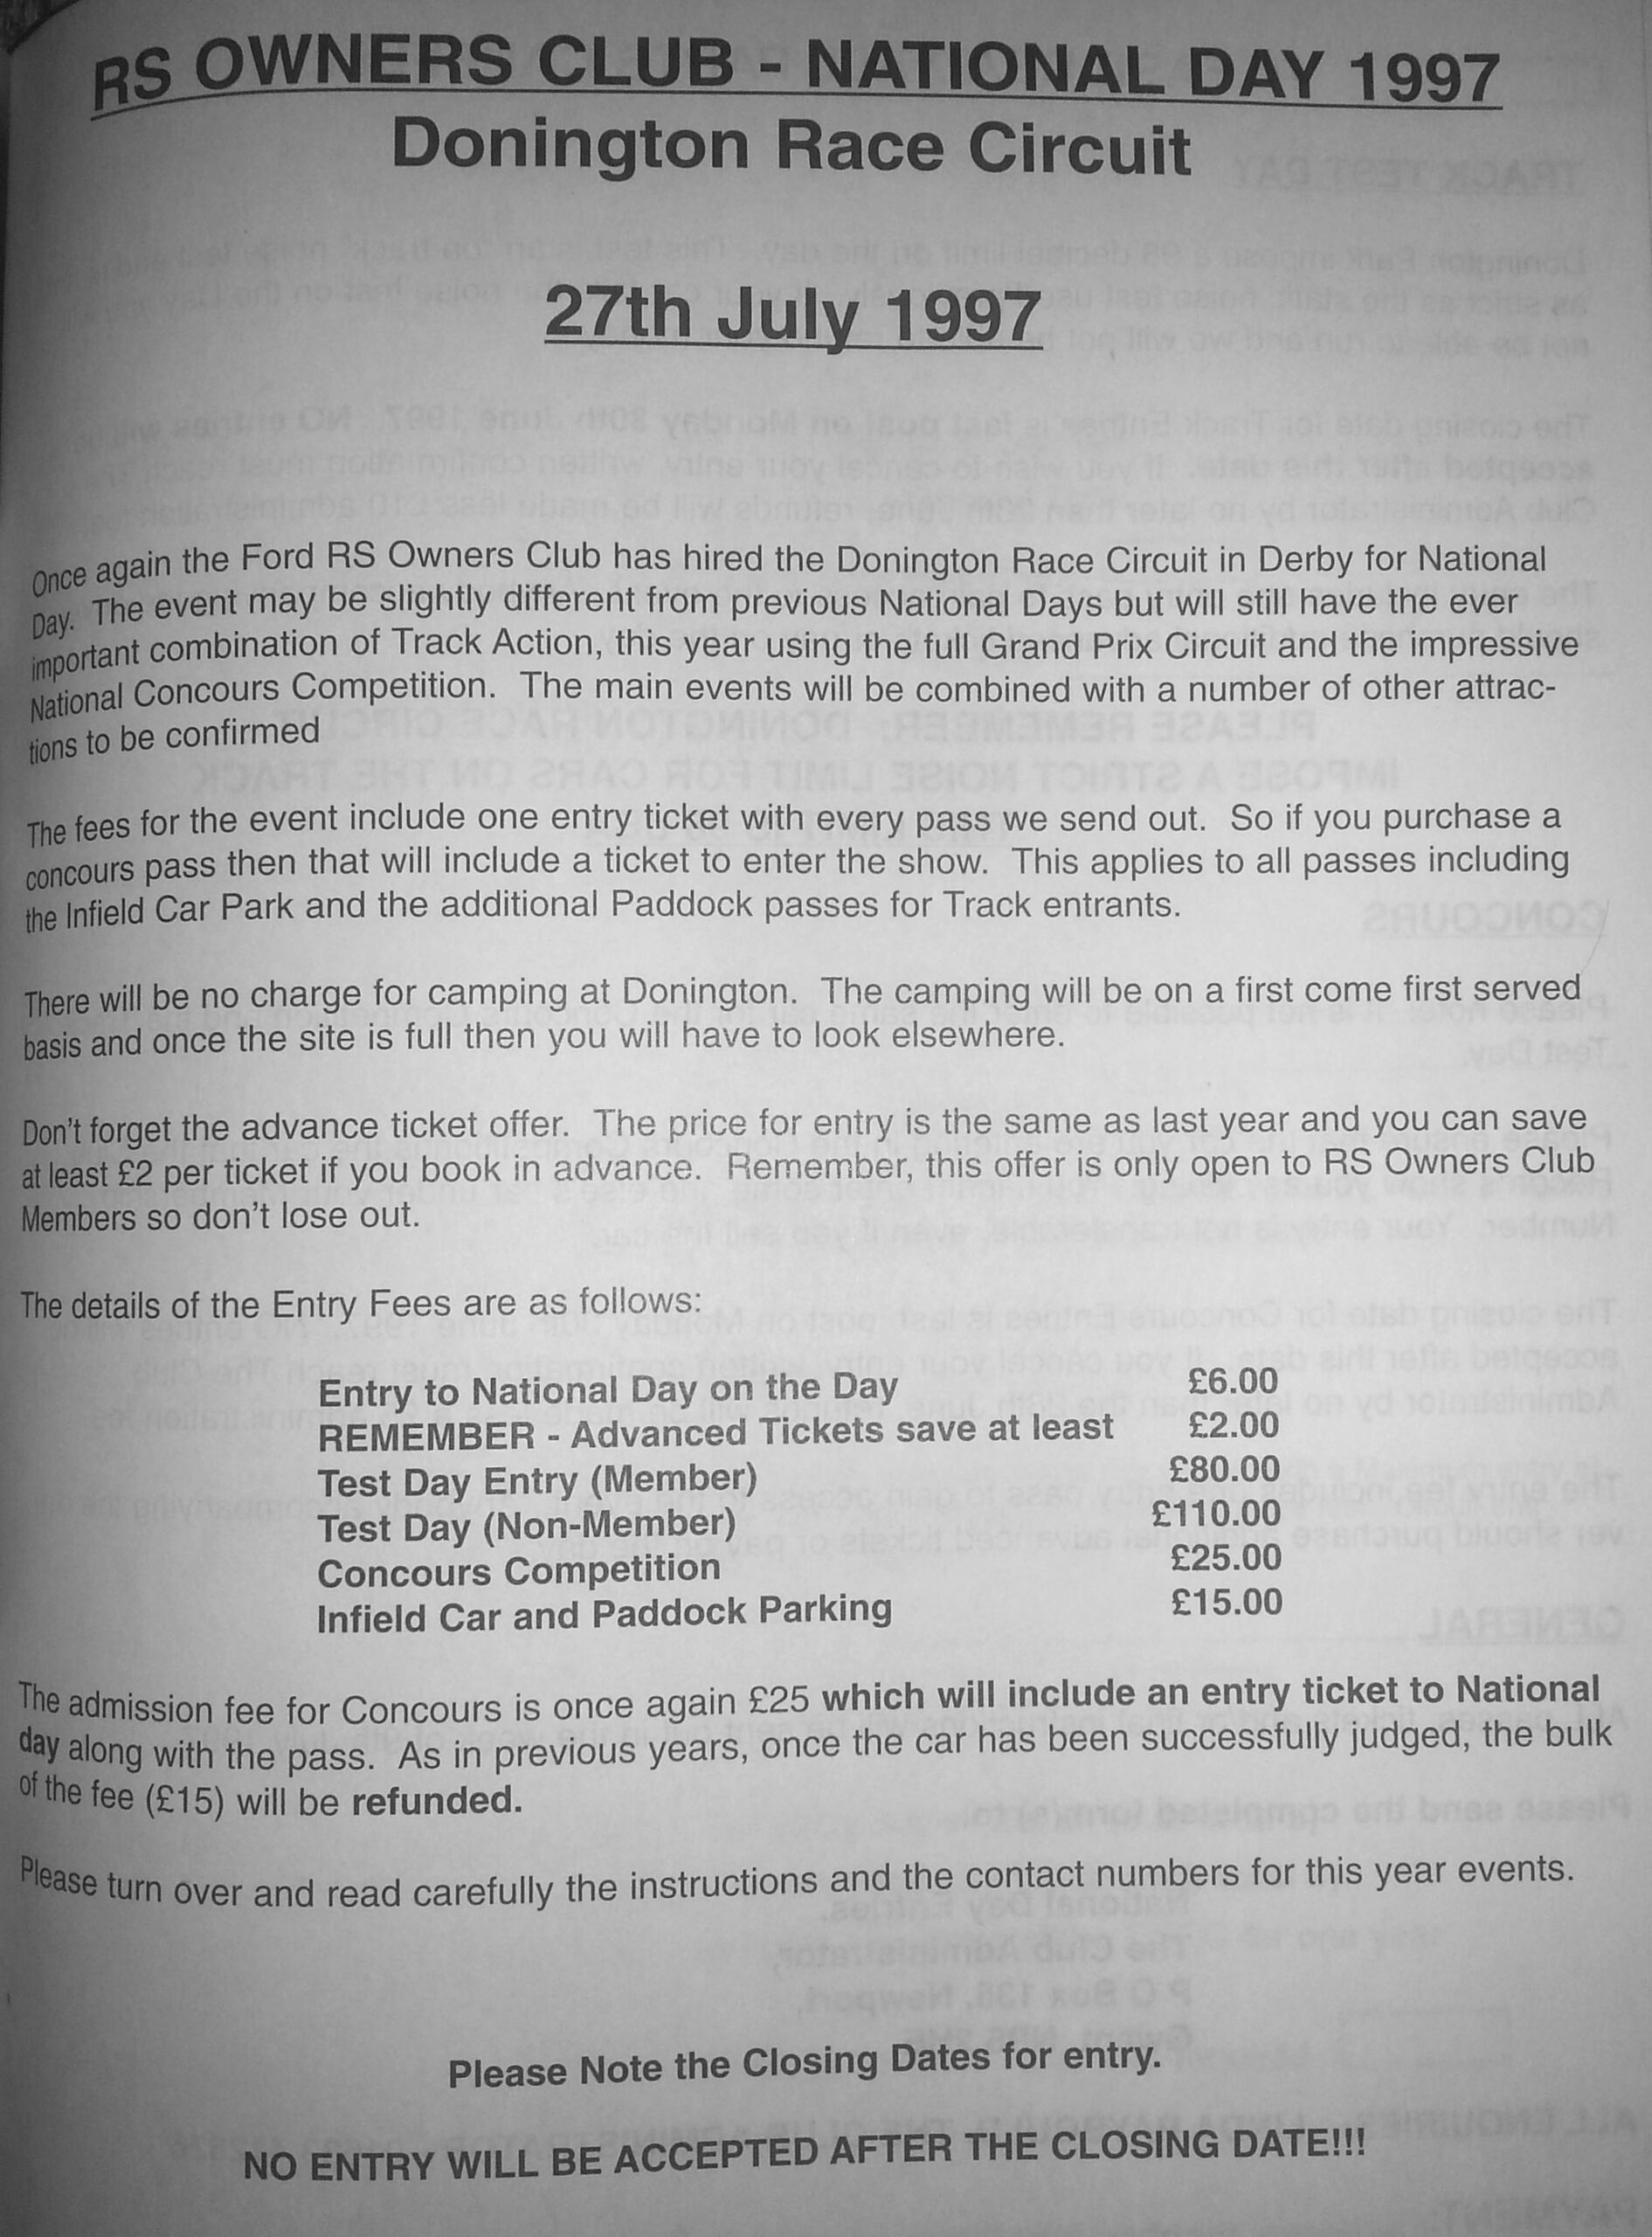 RS OWNERS CLUB - NATIONAL DAY 1997
Donington Race Circuit
27th July 1997
Once again the Ford RS Owners Club has hired the Donington Race Circuit in Derby for National
Day. The event may be slightly different from previous National Days but will still have the ever
important combination of Track Action, this year using the full Grand Prix Circuit and the impressive
National Concours Competition. The main events will be combined with a number of other attrac-
tions to be confirmed
The fees for the event include one entry ticket with every pass we send out. So if you purchase a
concours pass then that will include a ticket to enter the show. This applies to all passes including
the Infield Car Park and the additional Paddock passes for Track entrants.
There will be no charge for camping at Donington. The camping will be on a first come first served
basis and once the site is full then you will have to look elsewhere.
Don't forget the advance ticket offer. The price for entry is the same as last year and you can save
at least £2 per ticket if you book in advance. Remember, this offer is only open to RS Owners Club
Members so don't lose out.
The details of the Entry Fees are as follows:
Entry to National Day on the Day £6.00
REMEMBER - Advanced Tickets save at least £2.00
Test Day Entry (Member) £80.00
Test Day (Non-Member) £110.00
Concours Competition £25.00
Infield Car and Paddock Parking £15.00
The admission fee for Concours is once again £25 which will include an entry ticket to National
day along with the pass. As in previous years, once the car has been successfully judged, the bulk
of the fee (£15) will be refunded.
Please turn over and read carefully the instructions and the contact numbers for this year events.
Please Note the Closing Dates for entry.
NO ENTRY WILL BE ACCEPTED AFTER THE CLOSING DATE!!!